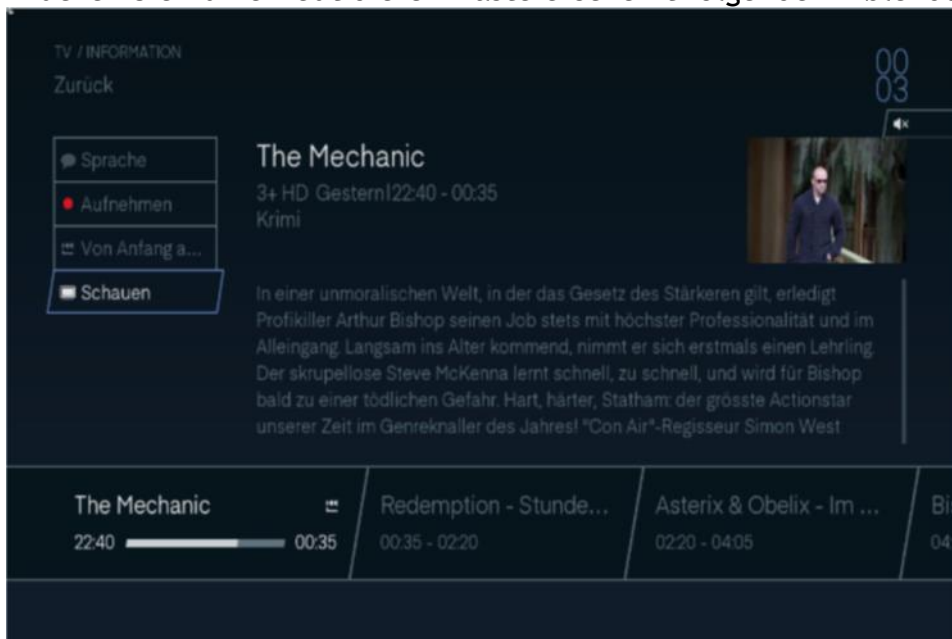 TV / INFORMATION
Zurück
00
03
Sprache
Aufnehmen
Von Anfang a...
Schauen
The Mechanic
3+ HD Gestern|22:40 - 00:35
Krimi
In einer unmoralischen Welt, in der das Gesetz des Stärkeren gilt, erledigt
Profikiller Arthur Bishop seinen Job stets mit höchster Professionalität und im
Alleingang. Langsam ins Alter kommend, nimmt er sich erstmals einen Lehrling.
Der skrupellose Steve McKenna lernt schnell, zu schnell, und wird für Bishop
bald zu einer tödlichen Gefahr. Hart, härter, Statham: der grösste Actionstar
unserer Zeit im Genreknaller des Jahres! "Con Air"-Regisseur Simon West
The Mechanic
22:40 00:35
Redemption - Stunde...
00:35 - 02:20
Asterix & Obelix - Im ...
02:20 - 04:05
Bi
04: